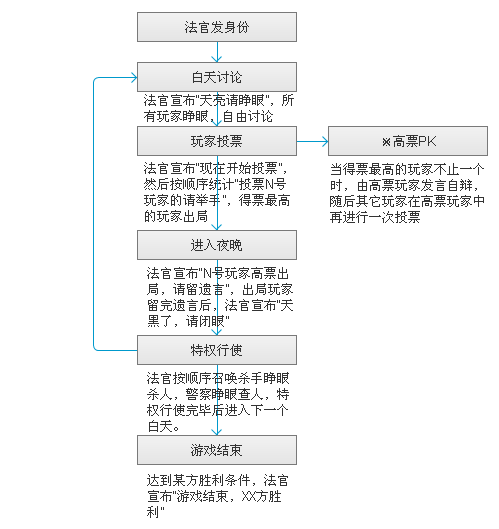 法官发身份
白天讨论
法官宣布"天亮请睁眼"，所
有玩家睁眼，自由讨论
玩家投票
※高票PK
法官宣布"现在开始投票"，
然后按顺序统计"投票N号
玩家的请举手"，得票最高
的玩家出局
当得票最高的玩家不止一个
时，由高票玩家发言自辩，
随后其它玩家在高票玩家中
再进行一次投票
进入夜晚
法官宣布"N号玩家高票出
局，请留遗言"，出局玩家
留完遗言后，法官宣布"天
黑了，请闭眼"
特权行使
法官按顺序召唤杀手睁眼
杀人，警察睁眼查人，特
权行使完毕后进入下一个
白天。
游戏结束
达到某方胜利条件，法官
宣布"游戏结束，XX方胜
利"